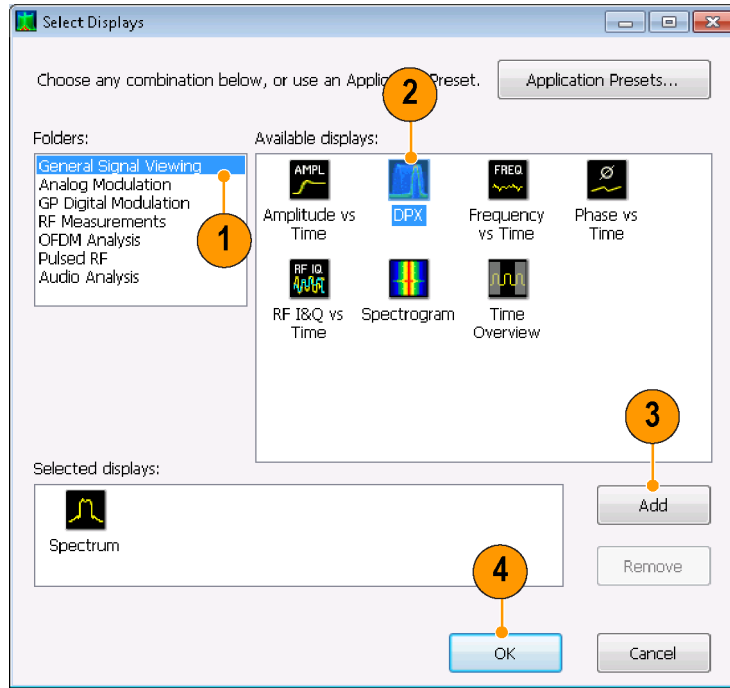 Select Displays
Choose any combination below, or use an Applic Preset.
Application Presets...
2
Folders:
Available displays:
General Signal Viewing
Analog Modulation
GP Digital Modulation
RF Measurements
OFDM Analysis
Pulsed RF
Audio Analysis
1
AMPL
Amplitude vs
Time
DPX
FREQ
Frequency
vs Time
Ø
Phase vs
Time
RF IQ
RF I&Q vs
Time
Spectrogram
Time
Overview
3
Selected displays:
Spectrum
Add
Remove
4
OK
Cancel